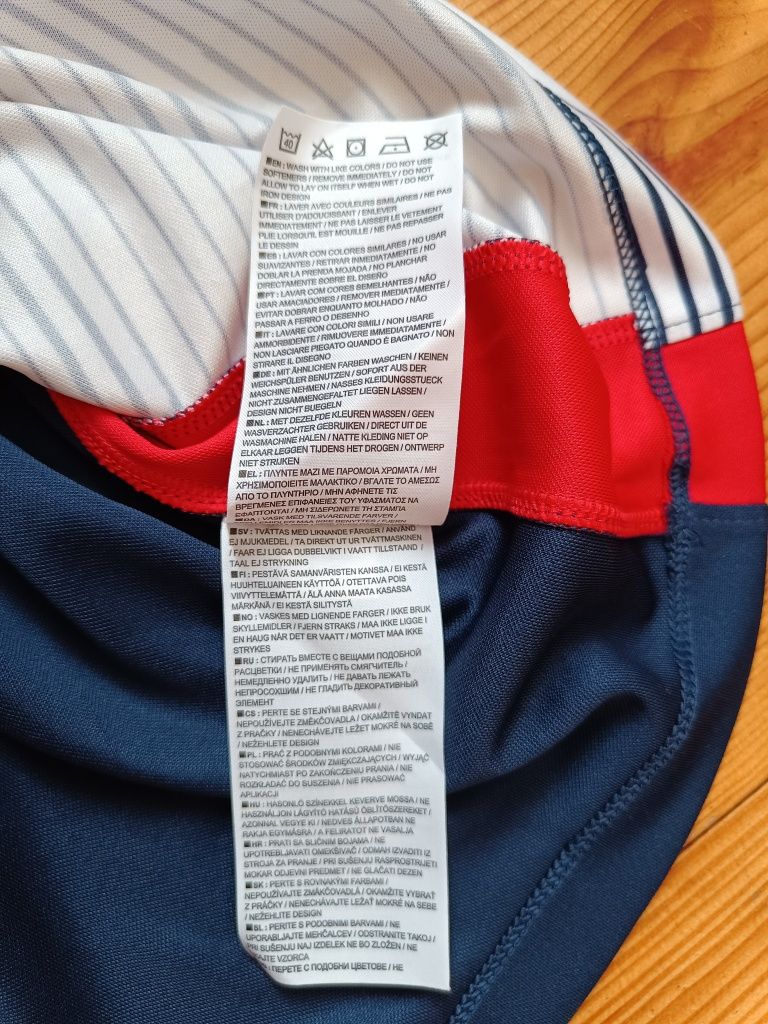 40
EN : WASH WITH LIKE COLORS / DO NOT USE
SOFTENERS / REMOVE IMMEDIATELY / DO NOT
ALLOW TO LAY ON ITSELF WHEN WET / DO NOT
IRON DESIGN
FR : LAVER AVEC COULEURS SIMILAIRES / NE PAS
UTILISER D'ADOUCISSANT / ENLEVER
IMMEDIATEMENT / NE PAS LAISSER LE VETEMENT
PLIE LORSQU'IL EST MOUILLE / NE PAS REPASSER
LE DESSIN
ES : LAVAR CON COLORES SIMILARES / NO USAR
SUAVIZANTES / RETIRAR INMEDIATAMENTE / NO
DOBLAR LA PRENDA MOJADA / NO PLANCHAR
DIRECTAMENTE SOBRE EL DISEÑO
PT : LAVAR COM CORES SEMELHANTES / NÃO
USAR AMACIADORES / REMOVER IMEDIATAMENTE /
EVITAR DOBRAR ENQUANTO MOLHADO / NÃO
PASSAR A FERRO O DESENHO
IT : LAVARE CON COLORI SIMILI / NON USARE
AMMORBIDENTE / RIMUOVERE IMMEDIATAMENTE /
NON LASCIARE PIEGATO QUANDO È BAGNATO / NON
STIRARE IL DISEGNO
DE : MIT ÄHNLICHEN FARBEN WASCHEN / KEINEN
WEICHSPÜLER BENUTZEN / SOFORT AUS DER
MASCHINE NEHMEN / NASSES KLEIDUNGSSTUECK
NICHT ZUSAMMENGEFALTET LIEGEN LASSEN /
DESIGN NICHT BUEGELN
NL : MET DEZELFDE KLEUREN WASSEN / GEEN
WASVERZACHTER GEBRUIKEN / DIRECT UIT DE
WASMACHINE HALEN / NATTE KLEDING NIET OP
ELKAAR LEGGEN TIJDENS HET DROGEN / ONTWERP
NIET STRIJKEN
EL : ΠΛΥΝΤΕ ΜΑΖΙ ΜΕ ΠΑΡΟΜΟΙΑ ΧΡΩΜΑΤΑ / ΜΗ
ΧΡΗΣΙΜΟΠΟΙΕΙΤΕ ΜΑΛΑΚΤΙΚΟ / ΒΓΑΛΤΕ ΤΟ ΑΜΕΣΩΣ
ΑΠΟ ΤΟ ΠΛΥΝΤΗΡΙΟ / ΜΗΝ ΑΦΗΝΕΤΕ ΤΙΣ
ΒΡΕΓΜΕΝΕΣ ΕΠΙΦΑΝΕΙΕΣ ΤΟΥ ΥΦΑΣΜΑΤΟΣ ΝΑ
ΕΦΑΠΤΟΝΤΑΙ / ΜΗ ΣΙΔΕΡΩΝΕΤΕ ΤΗ ΣΤΑΜΠΑ
DA : VASK MED TILSVARENDE FARVER /
MAA IKKE BENYTTES / FJERN
SV : TVÄTTAS MED LIKNANDE FÄRGER / ANVÄND
EJ MJUKMEDEL / TA DIREKT UT UR TVÄTTMASKINEN
/ FAAR EJ LIGGA DUBBELVIKT I VAATT TILLSTAAND /
TAAL EJ STRYKNING
FI : PESTÄVÄ SAMANVÄRISTEN KANSSA / EI KESTÄ
HUUHTELUAINEEN KÄYTTÖÄ / OTETTAVA POIS
VIIVYTTELEMÄTTÄ / ÄLÄ ANNA MAATA KASASSA
MÄRKÄNÄ / EI KESTÄ SILITYSTÄ
NO : VASKES MED LIGNENDE FARGER / IKKE BRUK
SKYLLEMIDLER / FJERN STRAKS / MAA IKKE LIGGE I
EN HAUG NÅR DET ER VAATT / MOTIVET MAA IKKE
STRYKES
RU : СТИРАТЬ ВМЕСТЕ С ВЕЩАМИ ПОДОБНОЙ
РАСЦВЕТКИ / НЕ ПРИМЕНЯТЬ СМЯГЧИТЕЛЬ /
НЕМЕДЛЕННО УДАЛИТЬ / НЕ ДАВАТЬ ЛЕЖАТЬ
НЕПРОСОХШИМ / НЕ ГЛАДИТЬ ДЕКОРАТИВНЫЙ
ЭЛЕМЕНТ
CS : PERTE SE STEJNÝMI BARVAMI /
NEPOUŽÍVEJTE ZMĚKČOVADLA / OKAMŽITĚ VYNDAT
Z PRAČKY / NENECHÁVEJTE LEŽET MOKRÉ NA SOBĚ
/ NEŽEHLETE DESIGN
PL : PRAĆ Z PODOBNYMI KOLORAMI / NIE
STOSOWAĆ ŚRODKÓW ZMIĘKCZAJĄCYCH / WYJĄĆ
NATYCHMIAST PO ZAKOŃCZENIU PRANIA / NIE
ROZKŁADAĆ DO SUSZENIA / NIE PRASOWAĆ
APLIKACJI
HU : HASONLÓ SZÍNEKKEL KEVERVE MOSSA / NE
HASZNÁLJON LÁGYÍTÓ HATÁSÚ ÖBLÍTŐSZEREKET /
AZONNAL VEGYE KI / NEDVES ÁLLAPOTBAN NE
RAKJA EGYMÁSRA / A FELIRATOT NE VASALJA
HR : PRATI SA SLIČNIM BOJAMA / NE
UPOTREBLJAVATI OMEKŠIVAČ / ODMAH IZVADITI IZ
STROJA ZA PRANJE / PRI SUŠENJU RASPROSTRIJETI
MOKAR ODJEVNI PREDMET / NE GLAČATI DEZEN
SK : PERTE S ROVNAKÝMI FARBAMI /
NEPOUŽÍVAJTE ZMÄKČOVADLÁ / OKAMŽITE VYBRAŤ
Z PRÁČKY / NENECHÁVAJTE LEŽAŤ MOKRÉ NA SEBE
/ NEŽEHLITE DESIGN
SL : PERITE S PODOBNIMI BARVAMI / NE
UPORABLJAJTE MEHČALCEV / ODSTRANITE TAKOJ /
PRI SUŠENJU NAJ IZDELEK NE BO ZLOŽEN / NE
LIKAJTE VZORCA
: ПЕРЕТЕ С ПОДОБНИ ЦВЕТОВЕ / НЕ